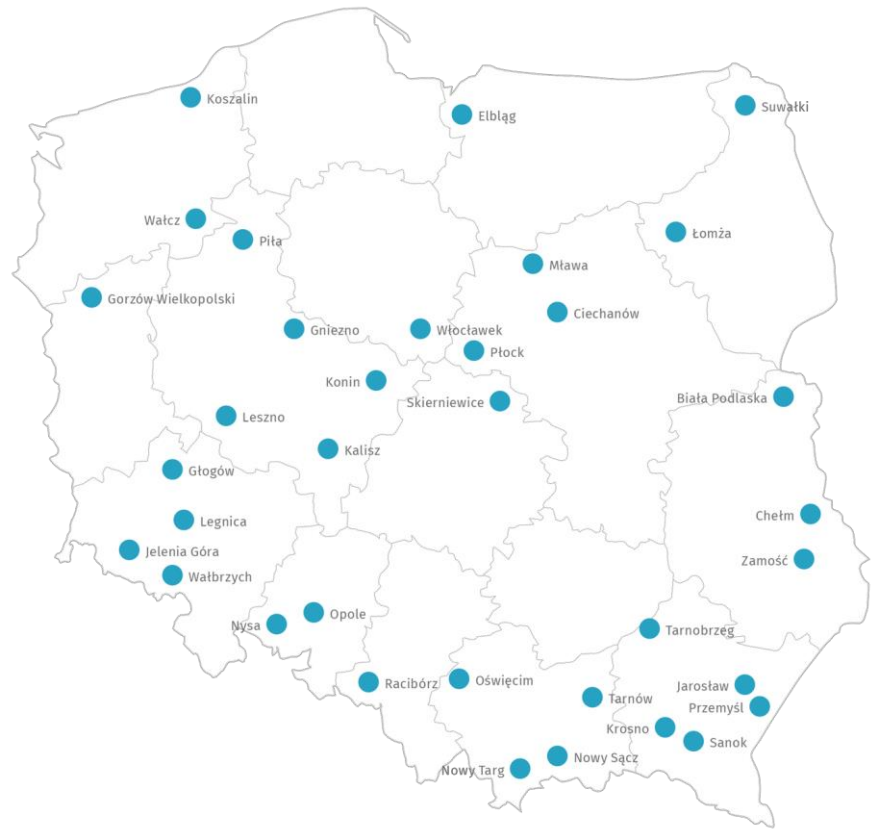 Koszalin
Suwałki
Elbląg
Wałcz
Łomża
Piła
Mława
Gorzów Wielkopolski
Ciechanów
Gniezno
Włocławek
Płock
Konin
Biała Podlaska
Skierniewice
Leszno
Kalisz
Głogów
Chełm
Legnica
Jelenia Góra
Zamość
Wałbrzych
Opole
Nysa
Tarnobrzeg
Oświęcim
Racibórz
Jarosław
Tarnów
Przemyśl
Krosno
Sanok
Nowy Sącz
Nowy Targ